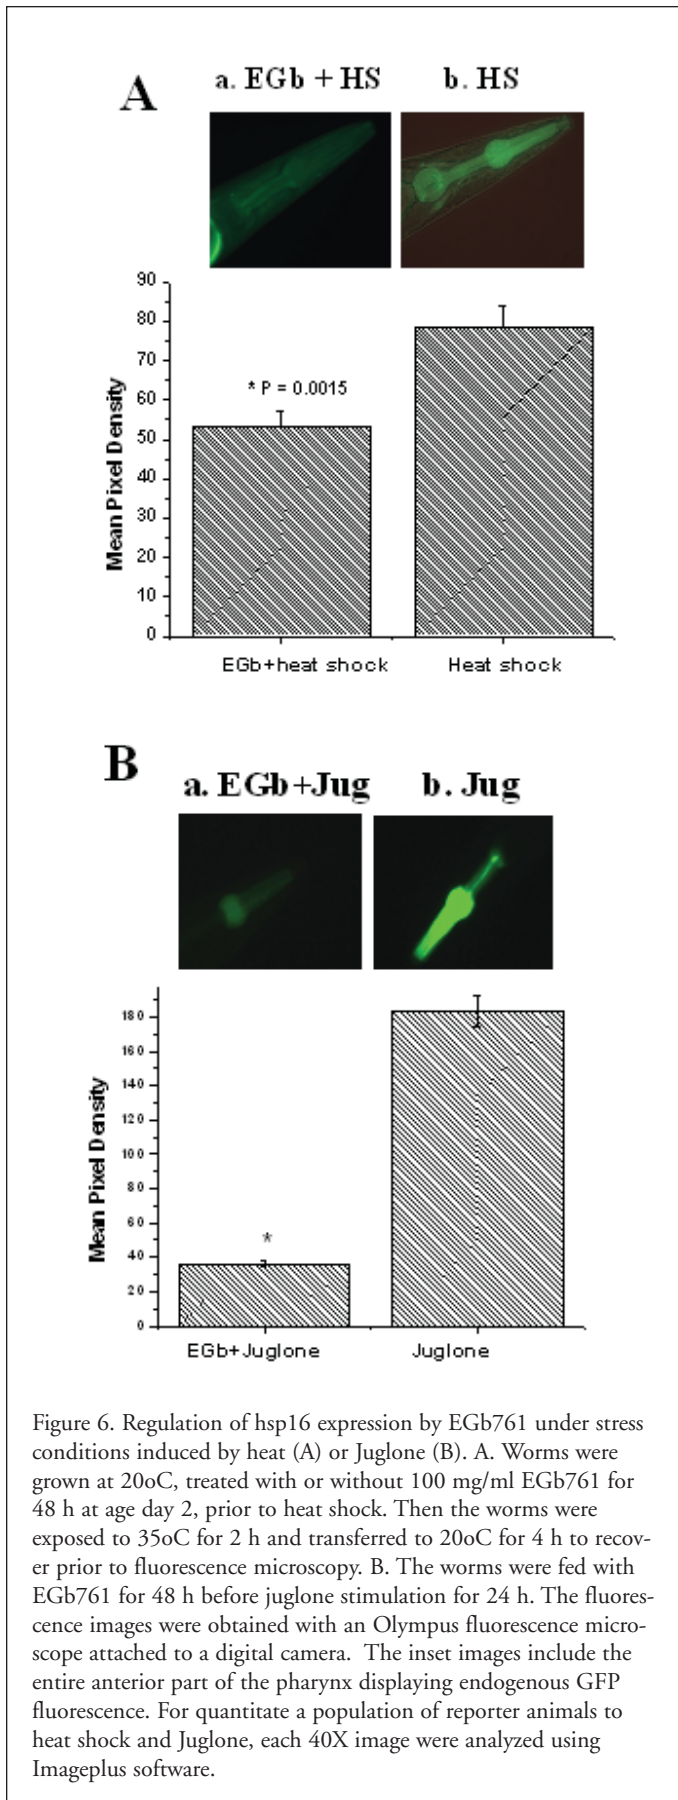 A
a. EGb + HS b. HS
90
80
70
60
50
40
30
20
10
0
Mean Pixel Density
* P = 0.0015
EGb+heat shock Heat shock
B
a. EGb+Jug b. Jug
180
160
140
120
100
80
60
40
20
0
Mean Pixel Density
*
EGb+Juglone Juglone
Figure 6. Regulation of hsp16 expression by EGb761 under stress
conditions induced by heat (A) or Juglone (B). A. Worms were
grown at 20oC, treated with or without 100 mg/ml EGb761 for
48 h at age day 2, prior to heat shock. Then the worms were
exposed to 35oC for 2 h and transferred to 20oC for 4 h to recov-
er prior to fluorescence microscopy. B. The worms were fed with
EGb761 for 48 h before juglone stimulation for 24 h. The fluores-
cence images were obtained with an Olympus fluorescence micro-
scope attached to a digital camera. The inset images include the
entire anterior part of the pharynx displaying endogenous GFP
fluorescence. For quantitate a population of reporter animals to
heat shock and Juglone, each 40X image were analyzed using
Imageplus software.